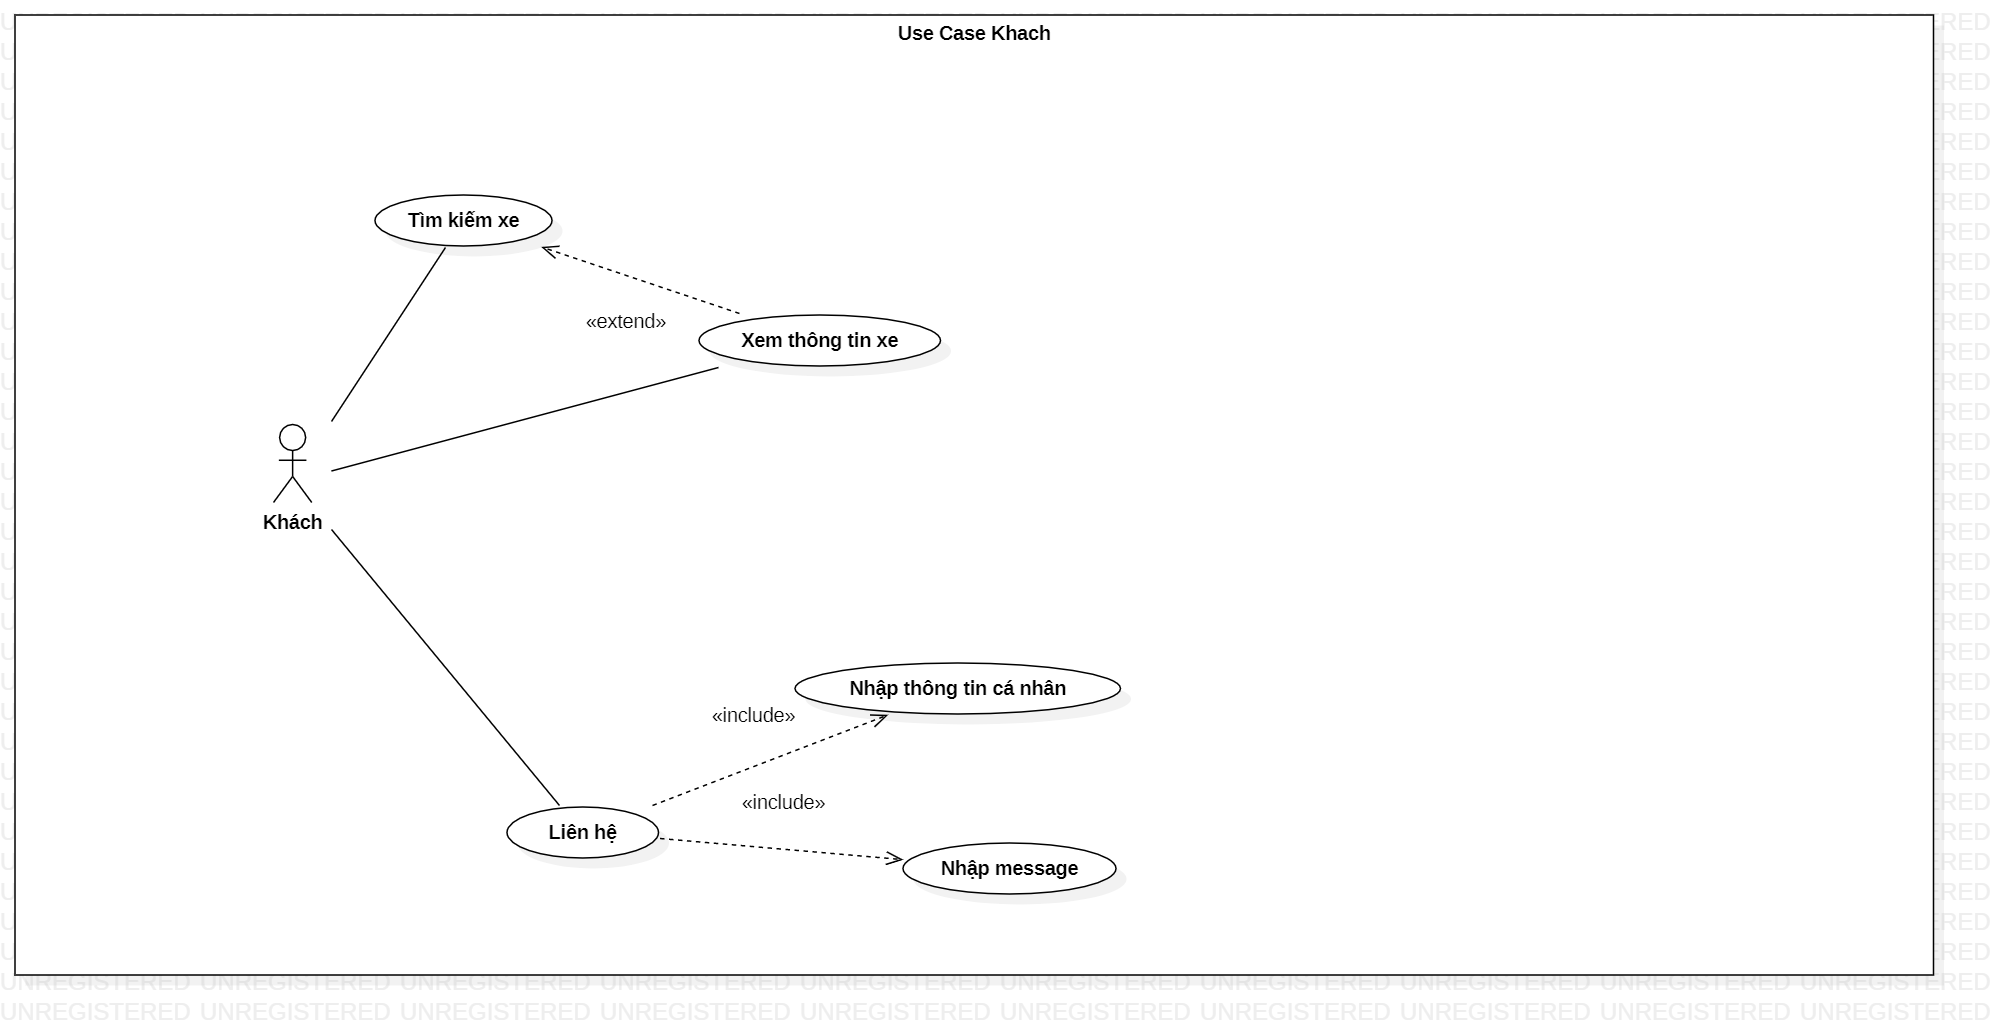 Use Case Khach
Tìm kiếm xe
«extend»
Xem thông tin xe
Khách
Nhập thông tin cá nhân
«include»
«include»
Liên hệ
Nhập message
UNREGISTERED UNREGISTERED UNREGISTERED UNREGISTERED UNREGISTERED UNREGISTERED UNREGISTERED UNREGISTERED UNREGISTERED UNREGISTERED
UNREGISTERED UNREGISTERED UNREGISTERED UNREGISTERED UNREGISTERED UNREGISTERED UNREGISTERED UNREGISTERED UNREGISTERED UNREGISTERED